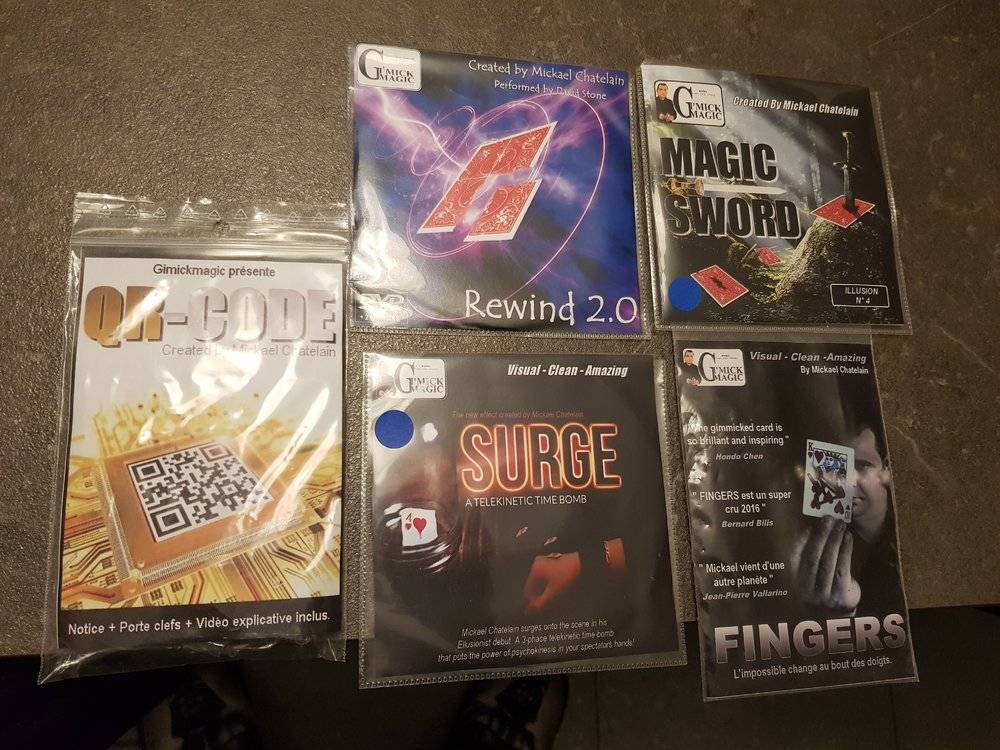 Gimickmagic présente
QR-CODE
Created By Mickael Chatelain
Notice + Porte clefs + Vidéo explicative inclus.
G'MICK
MAGIC
Created by Mickael Chatelain
Performed by David Stone
DVD
Rewind 2.0
G'MICK
MAGIC
Created By Mickael Chatelain
MAGIC
SWORD
ILLUSION
N° 4
G'MICK
MAGIC
Visual - Clean - Amazing
The new effect created by Mickael Chatelain
SURGE
A TELEKINETIC TIME BOMB
4
Mickael Chatelain surges onto the scene in his
Ellusionist debut. A 3-phase telekinetic time-bomb
that puts the power of psychokinesis in your spectators hands!
G'MICK
MAGIC
Visual - Clean - Amazing
By Mickael Chatelain
"The gimmicked card is
so brillant and inspiring "
Hondo Chen
" FINGERS est un super
cru 2016 "
Bernard Bilis
" Mickael vient d'une
autre planète "
Jean-Pierre Vallarino
K
FINGERS
L'impossible change au bout des doigts.